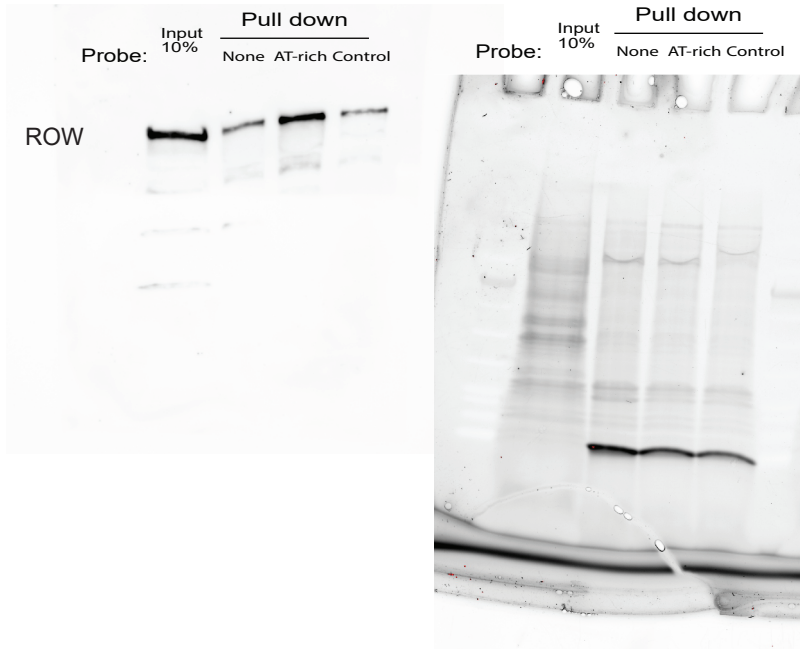 Pull down
Input
10%
Probe:
None AT-rich Control
ROW
Pull down
Input
10%
Probe:
None AT-rich Control